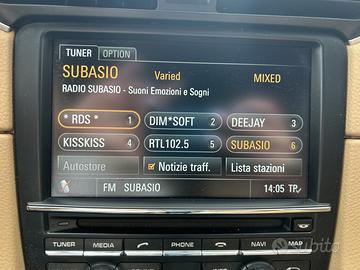 TUNER OPTION
SUBASIO Varied MIXED
RADIO SUBASIO - Suoni Emozioni e Sogni
* RDS * 1 DIM*SOFT 2 DEEJAY 3
KISSKISS 4 RTL102.5 5 SUBASIO 6
Autostore Notizie traff. Lista stazioni
FM SUBASIO 14:05 TP
TUNER MEDIA PHONE NAVI MAP
subito